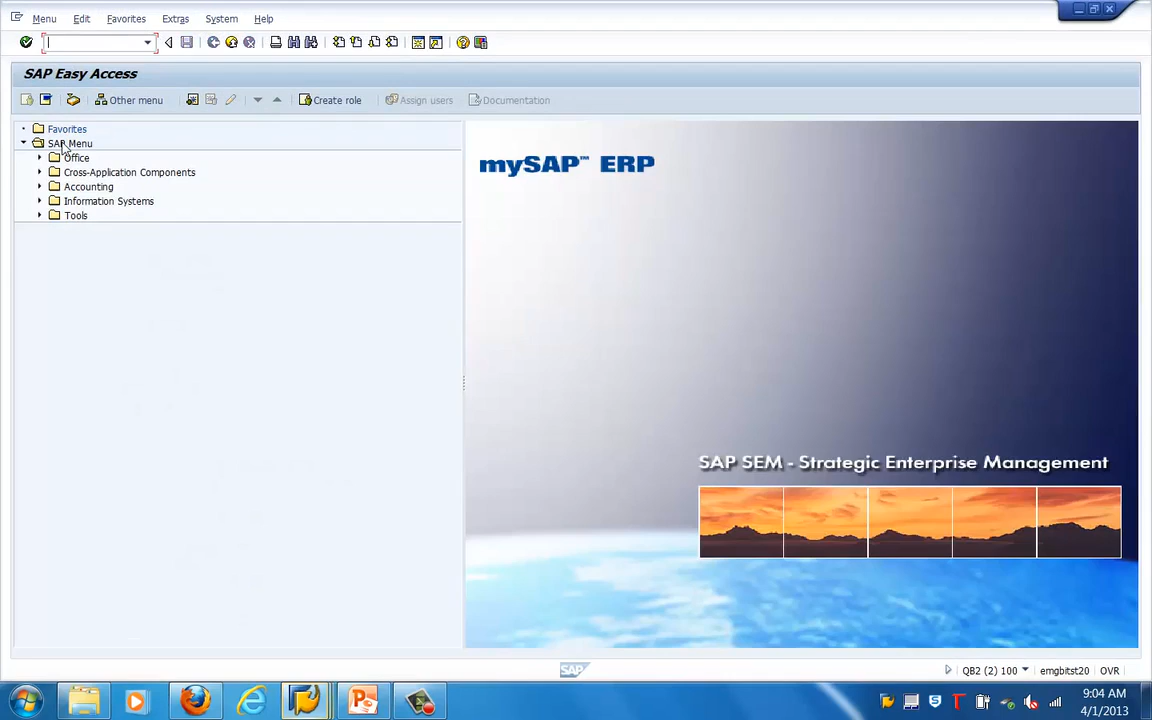 Menu Edit Favorites Extras System Help
SAP Easy Access
Other menu Create role Assign users Documentation
Favorites
SAP Menu
Office
Cross-Application Components
Accounting
Information Systems
Tools
mySAP™ ERP
SAP SEM - Strategic Enterprise Management
SAP
QB2 (2) 100 emgbitst20 OVR
9:04 AM
4/1/2013